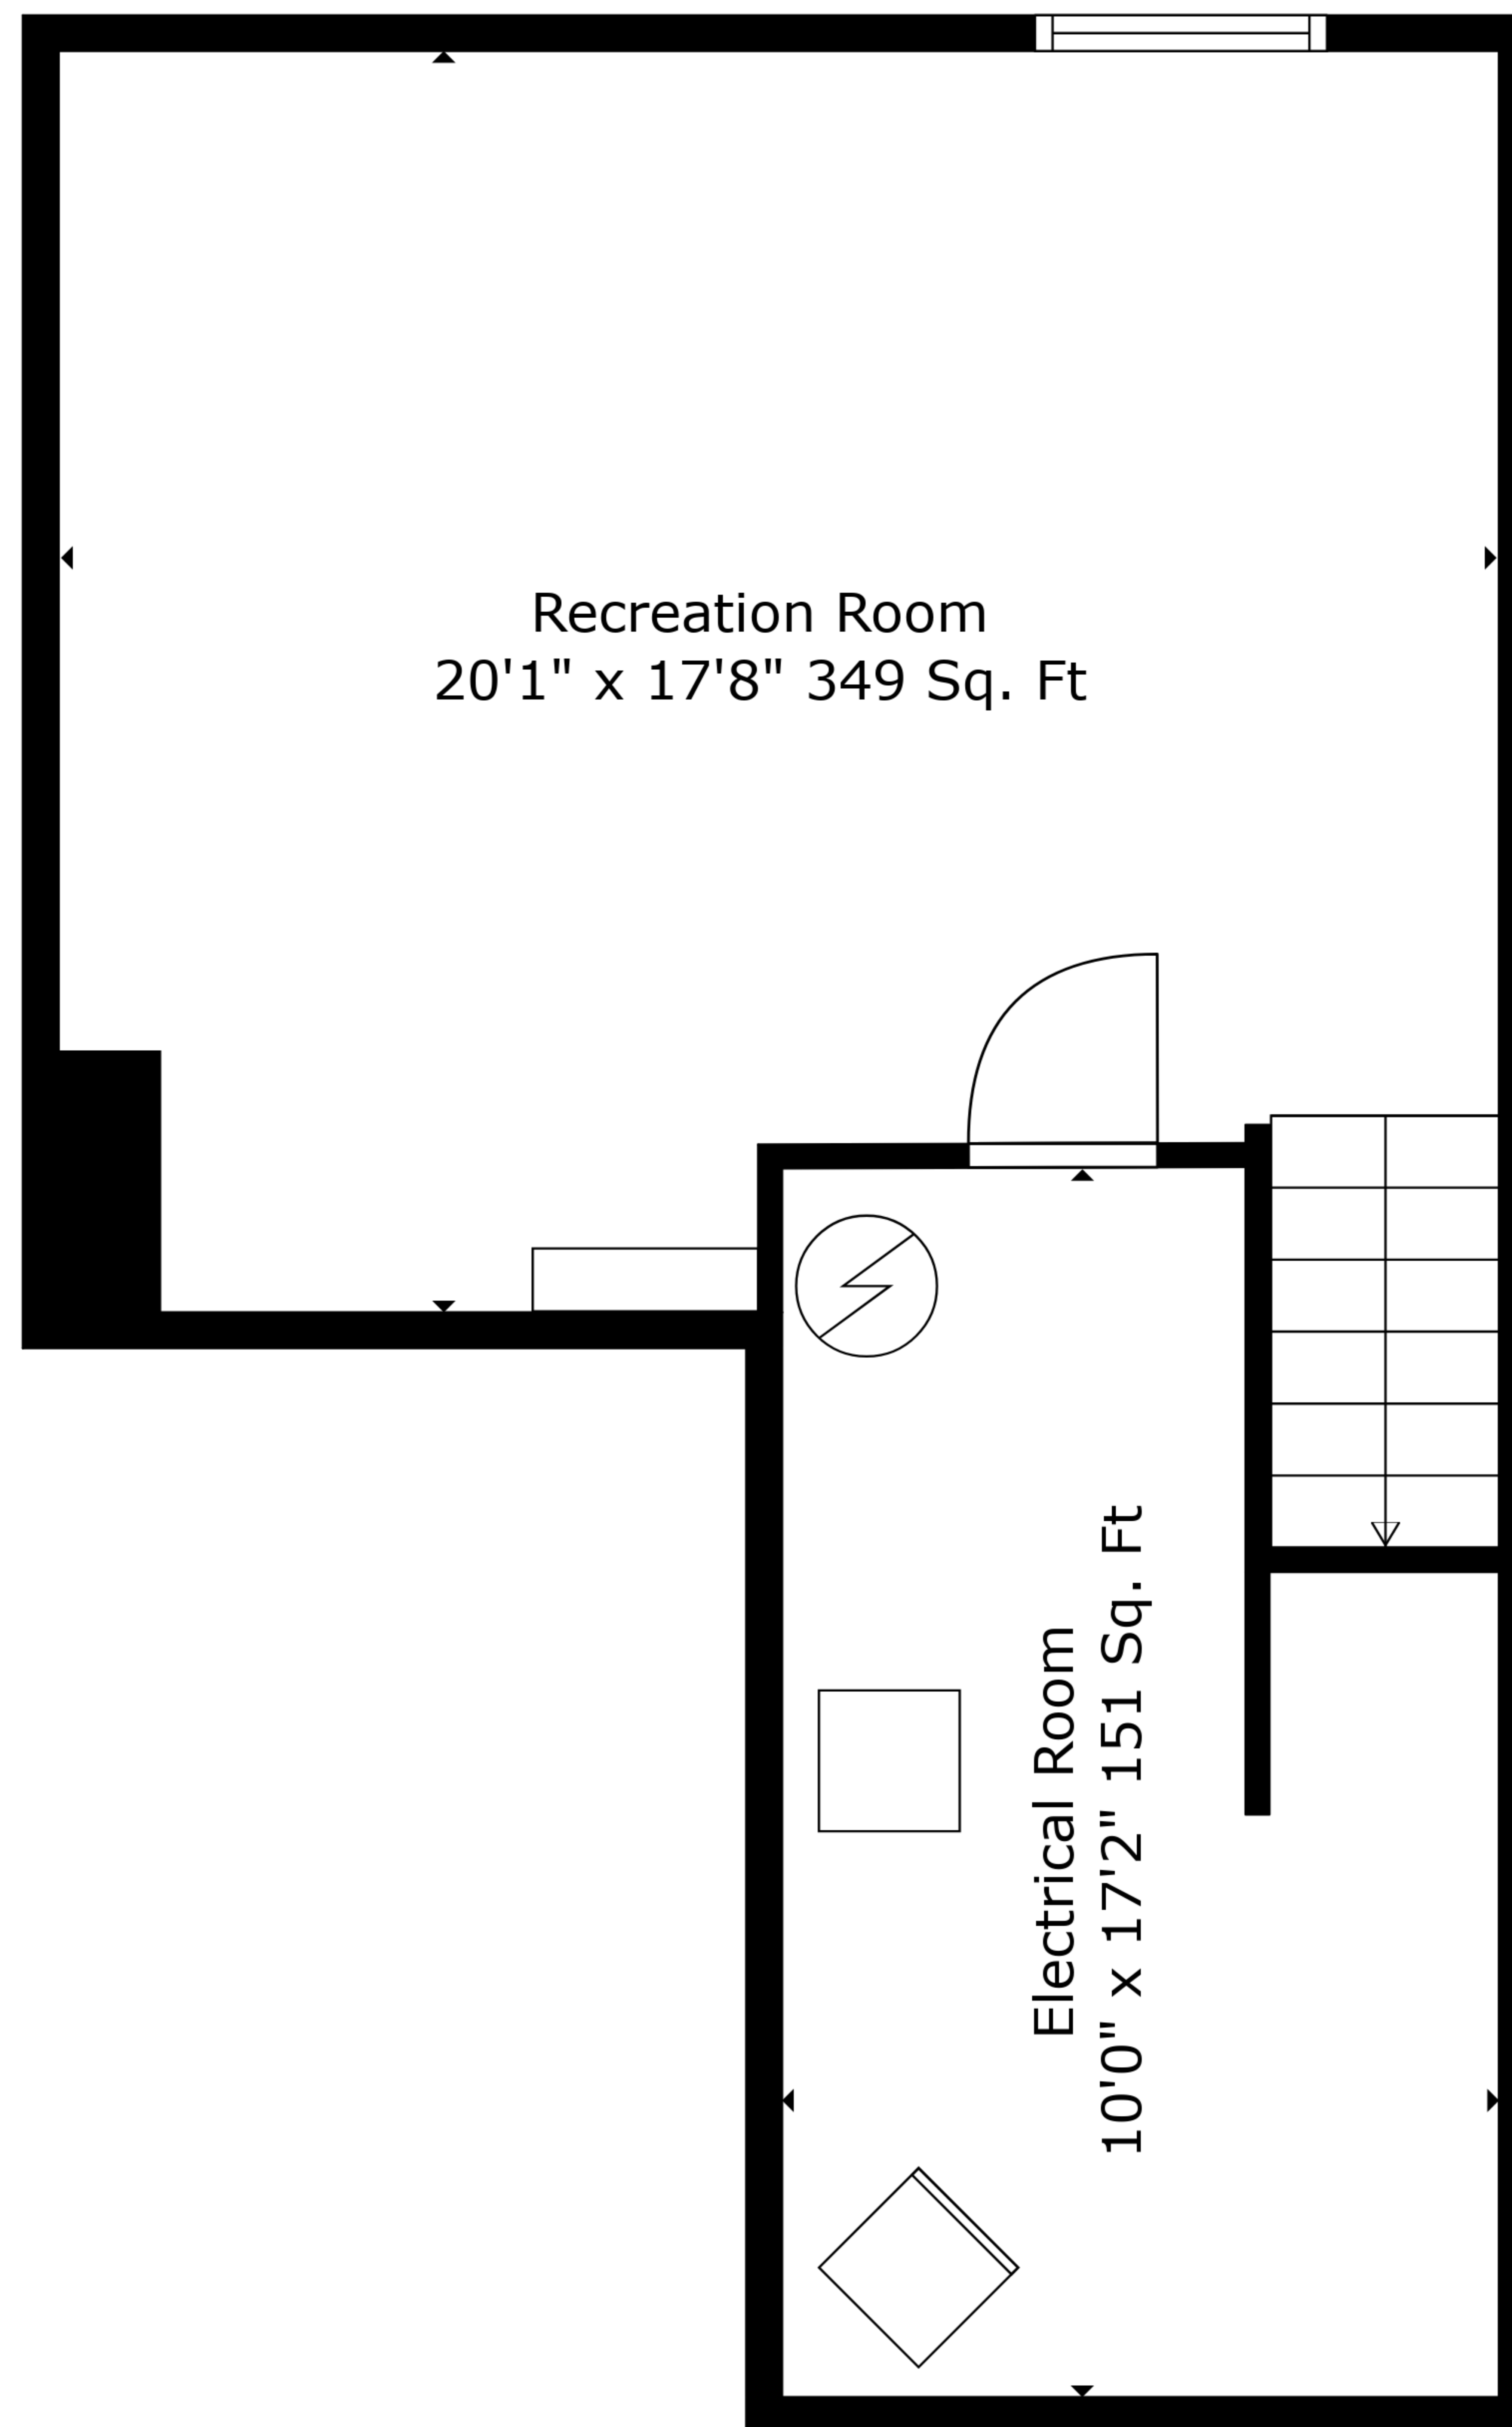 Recreation Room
20'1" x 17'8" 349 Sq. Ft
Electrical Room
10'0" x 17'2" 151 Sq. Ft